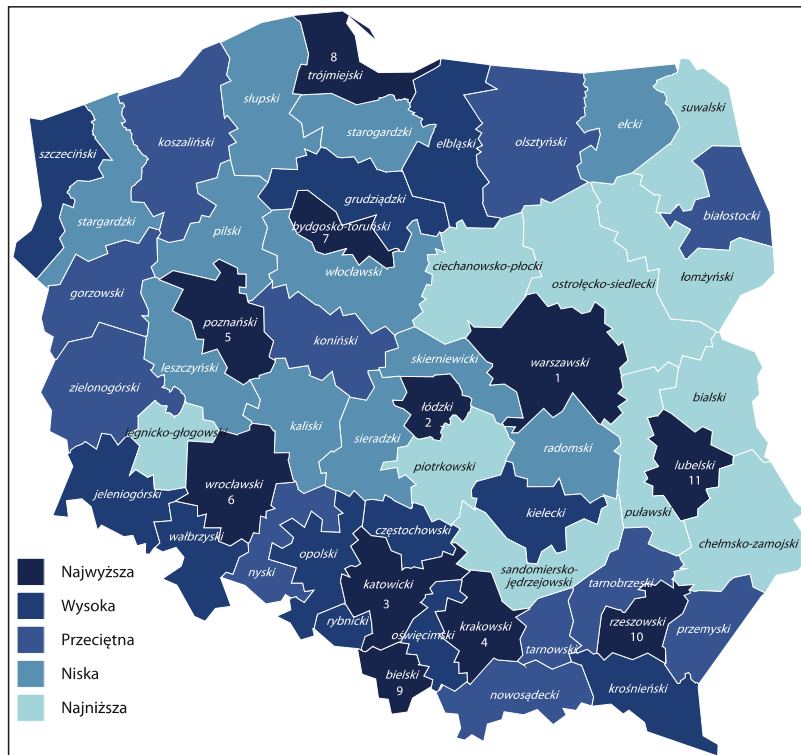 8
trójmiejski
słupski
koszaliński
starogardzki
elbląski
olsztyński
ełcki
suwalski
szczeciński
stargardzki
pilski
grudziądzki
bydgosko-toruński
7
białostocki
włocławski
ciechanowsko-płocki
ostrołęcko-siedlecki
łomżyński
gorzowski
poznański
5
koniński
skierniewicki
warszawski
1
leszczyński
zielonogórski
łódzki
2
bialski
legnicko-głogowski
kaliski
sieradzki
radomski
piotrkowski
lubelski
11
wrocławski
6
jeleniogórski
kielecki
puławski
wałbrzyski
częstochowski
chełmsko-zamojski
opolski
nyski
sandomiersko-
jędrzejowski
tarnobrzeski
katowicki
3
rybnicki
oświęcimski
krakowski
4
tarnowski
rzeszowski
10
przemyski
bielski
9
nowosądecki
krośnieński
Najwyższa
Wysoka
Przeciętna
Niska
Najniższa